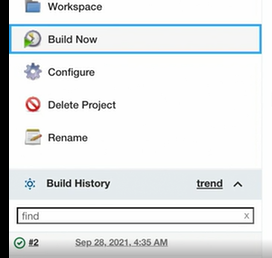 Workspace
Build Now
Configure
Delete Project
Rename
Build History trend
find x
#2 Sep 28, 2021, 4:35 AM